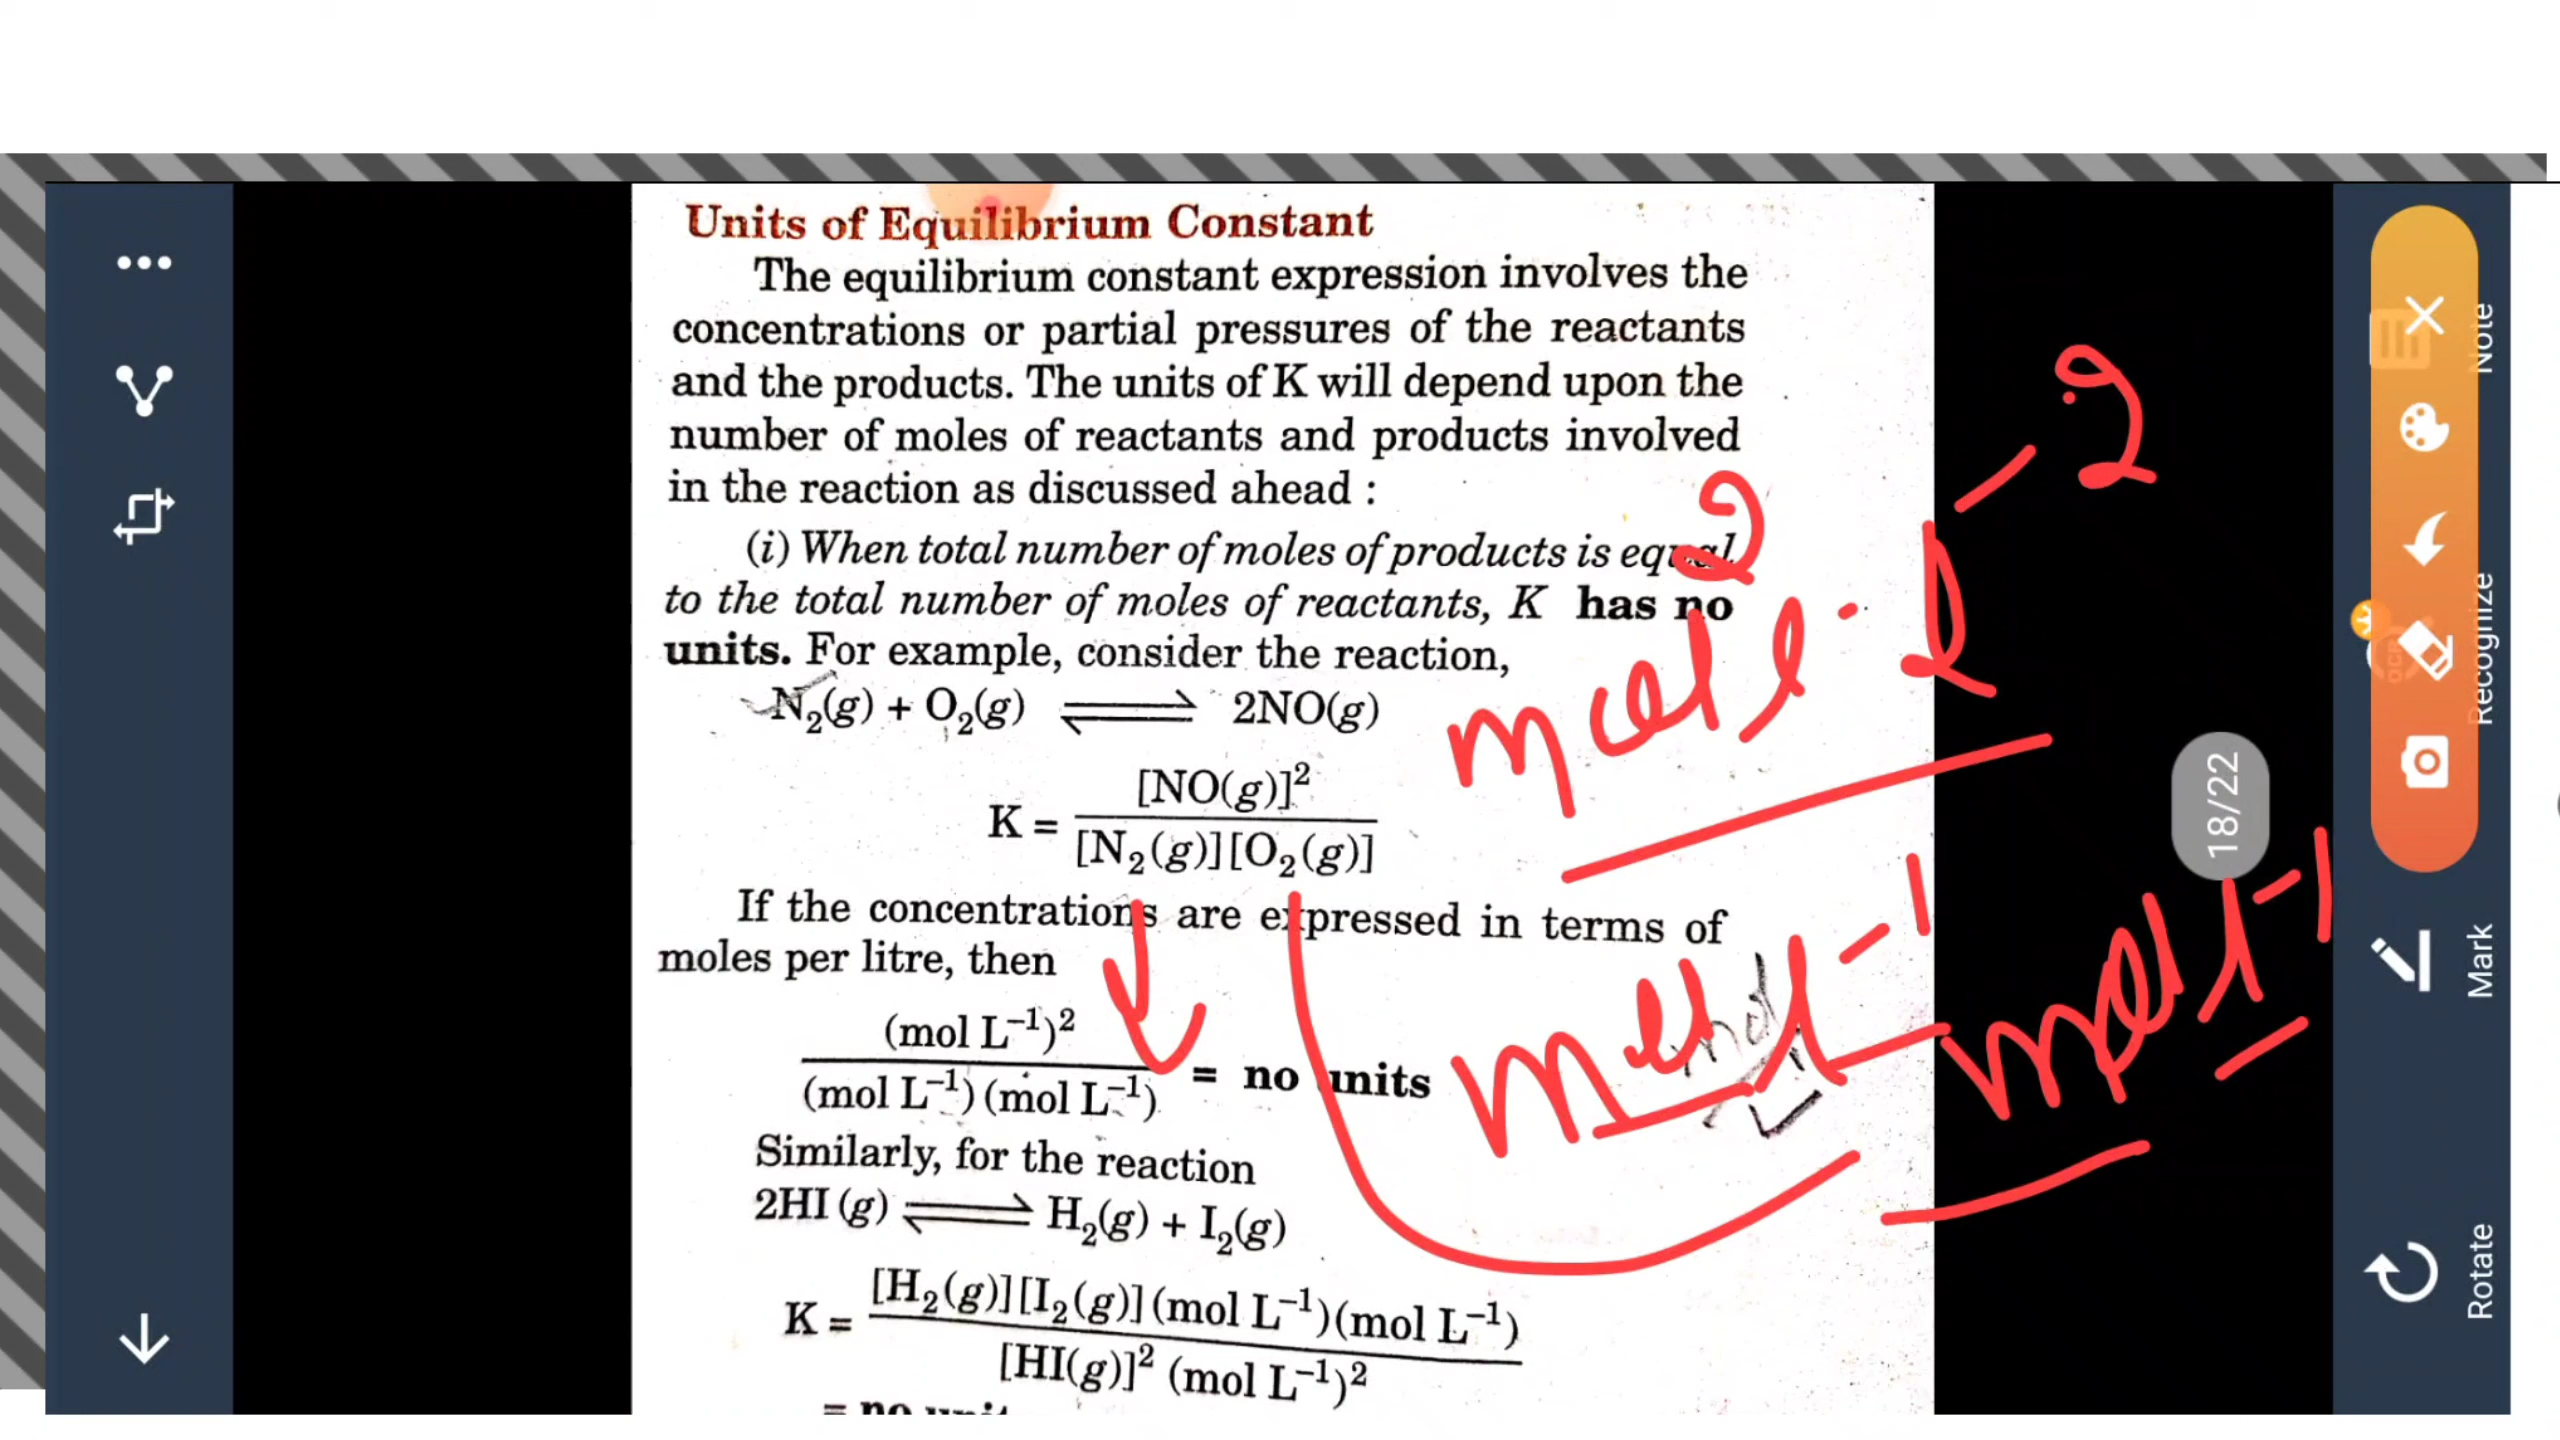 Units of Equilibrium Constant
The equilibrium constant expression involves the
concentrations or partial pressures of the reactants
and the products. The units of K will depend upon the
number of moles of reactants and products involved
in the reaction as discussed ahead :
(i) When total number of moles of products is equal
to the total number of moles of reactants, K has no
units. For example, consider the reaction,
N₂(g) + O₂(g) ⇌ 2NO(g)
K = [NO(g)]² / [N₂(g)][O₂(g)]
If the concentrations are expressed in terms of
moles per litre, then
(mol L⁻¹)² / (mol L⁻¹) (mol L⁻¹) = no units
Similarly, for the reaction
2HI (g) ⇌ H₂(g) + I₂(g)
K = [H₂(g)][I₂(g)] (mol L⁻¹)(mol L⁻¹) / [HI(g)]² (mol L⁻¹)²
= no unit
18/22
Note
Recognize
OCR
Mark
Rotate